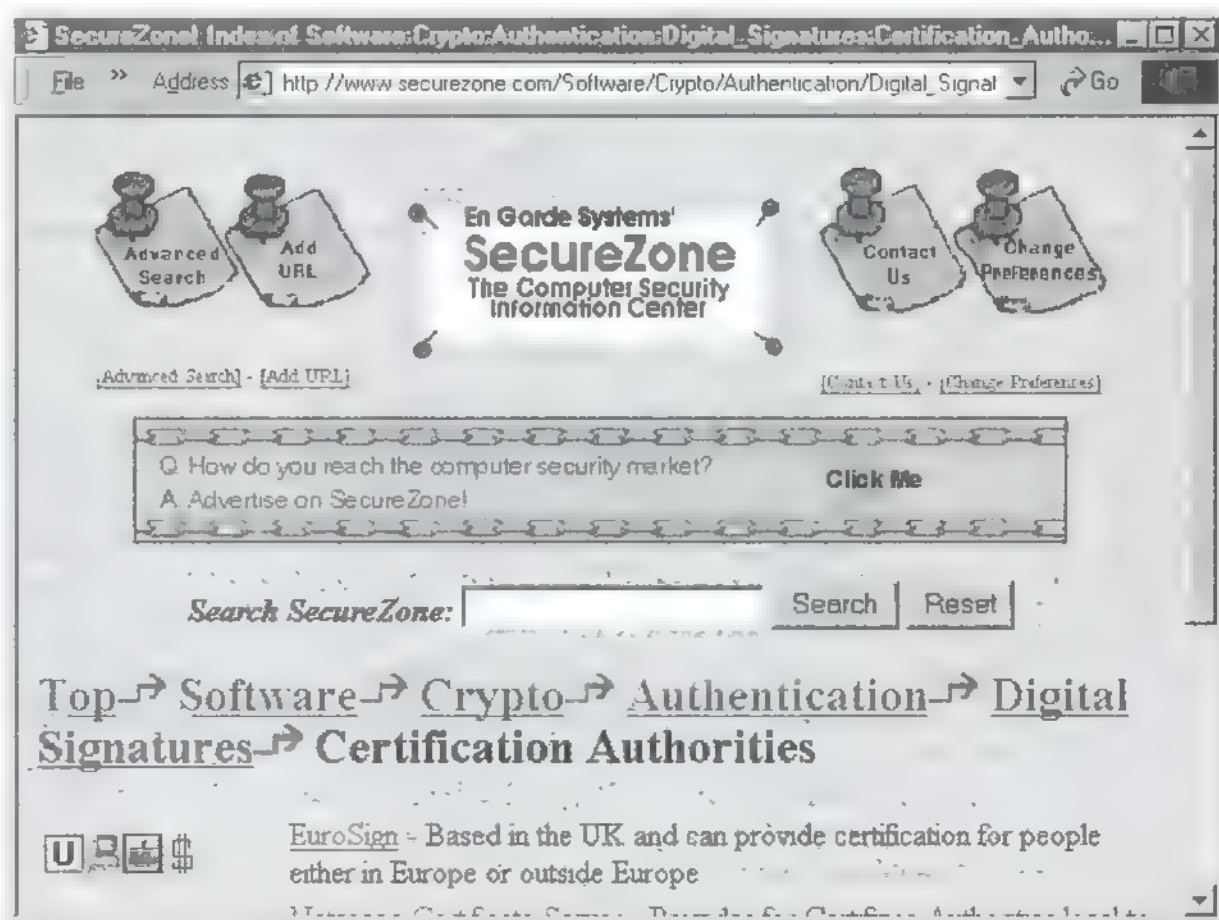 SecureZone! Index of Software:Crypto:Authentication:Digital_Signatures:Certification_Autho...
File » Address http://www.securezone.com/Software/Crypto/Authentication/Digital_Signat Go
Advanced Search
Add URL
En Garde Systems'
SecureZone
The Computer Security
Information Center
Contact Us
Change Preferences
[Advanced Search] - [Add URL]
[Contact Us] - [Change Preferences]
Q. How do you reach the computer security market?
A. Advertise on SecureZone!
Click Me
Search SecureZone: Search Reset
Top Software Crypto Authentication Digital
Signatures Certification Authorities
U $ EuroSign - Based in the UK and can provide certification for people
either in Europe or outside Europe